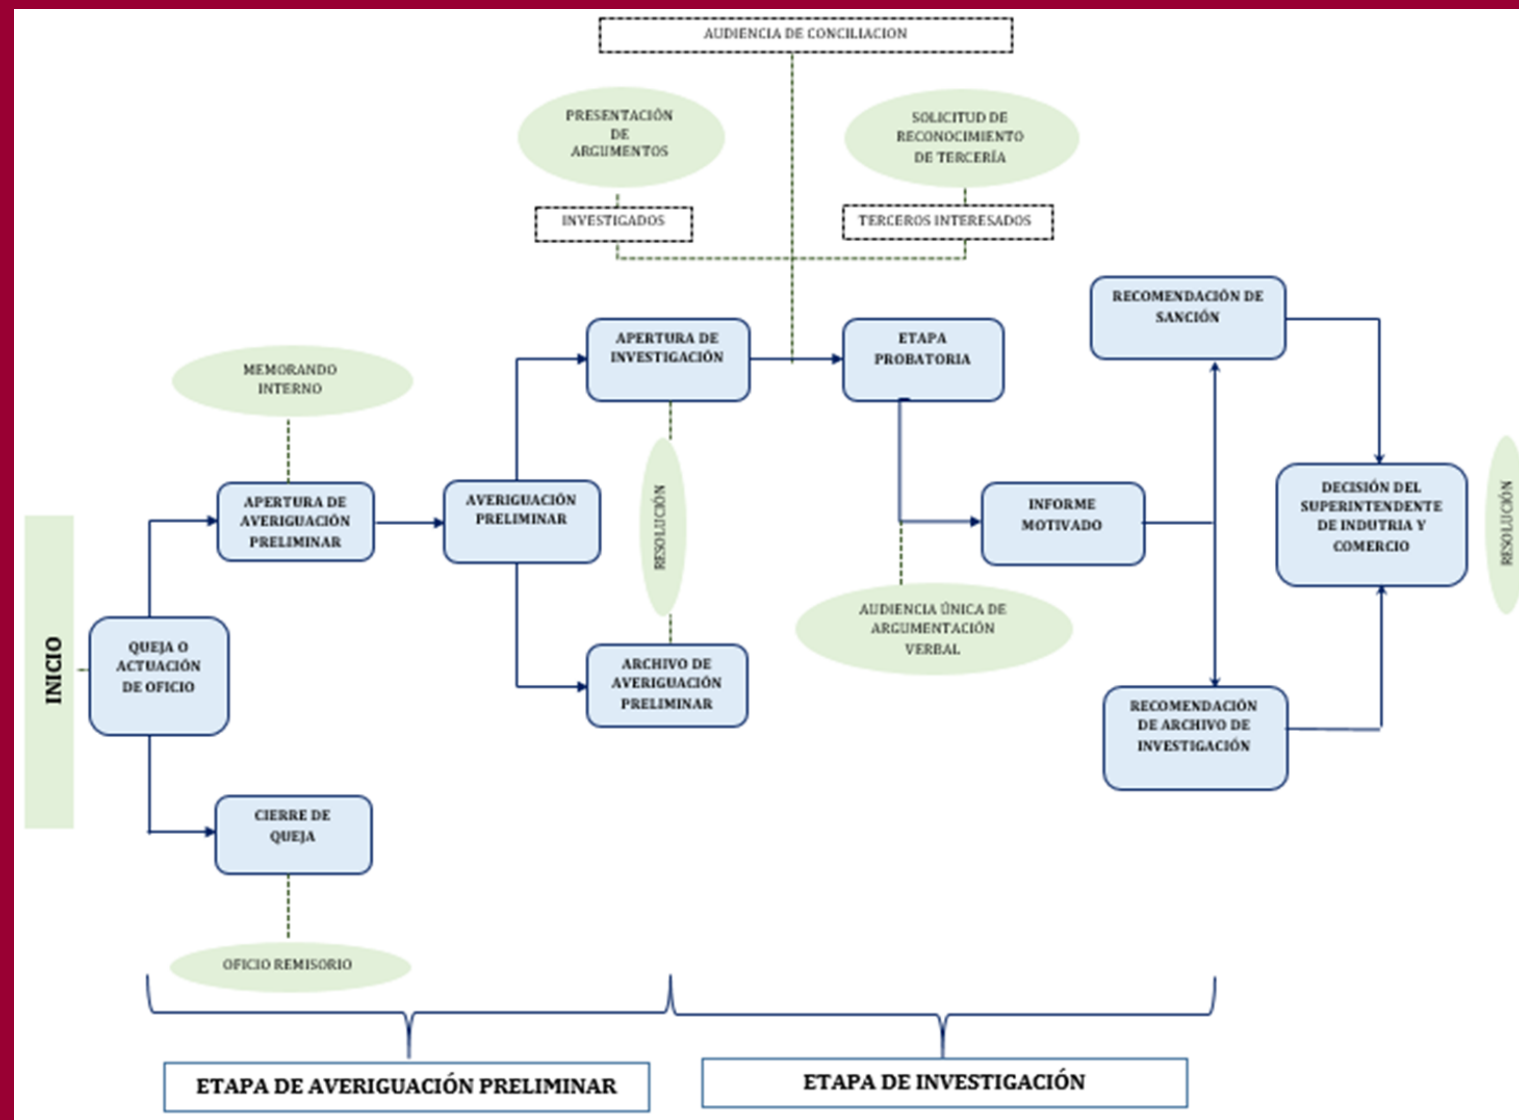 AUDIENCIA DE CONCILIACION
PRESENTACIÓN
DE
ARGUMENTOS
SOLICITUD DE
RECONOCIMIENTO
DE TERCERÍA
INVESTIGADOS
TERCEROS INTERESADOS
RECOMENDACIÓN DE
SANCIÓN
APERTURA DE
INVESTIGACIÓN
ETAPA
PROBATORIA
MEMORANDO
INTERNO
APERTURA DE
AVERIGUACIÓN
PRELIMINAR
AVERIGUACIÓN
PRELIMINAR
RESOLUCIÓN
INFORME
MOTIVADO
DECISIÓN DEL
SUPERINTENDENTE
DE INDUTRIA Y
COMERCIO
RESOLUCIÓN
INICIO
QUEJA O
ACTUACIÓN
DE OFICIO
AUDIENCIA ÚNICA DE
ARGUMENTACIÓN
VERBAL
ARCHIVO DE
AVERIGUACIÓN
PRELIMINAR
RECOMENDACIÓN
DE ARCHIVO DE
INVESTIGACIÓN
CIERRE DE
QUEJA
OFICIO REMISORIO
ETAPA DE AVERIGUACIÓN PRELIMINAR
ETAPA DE INVESTIGACIÓN